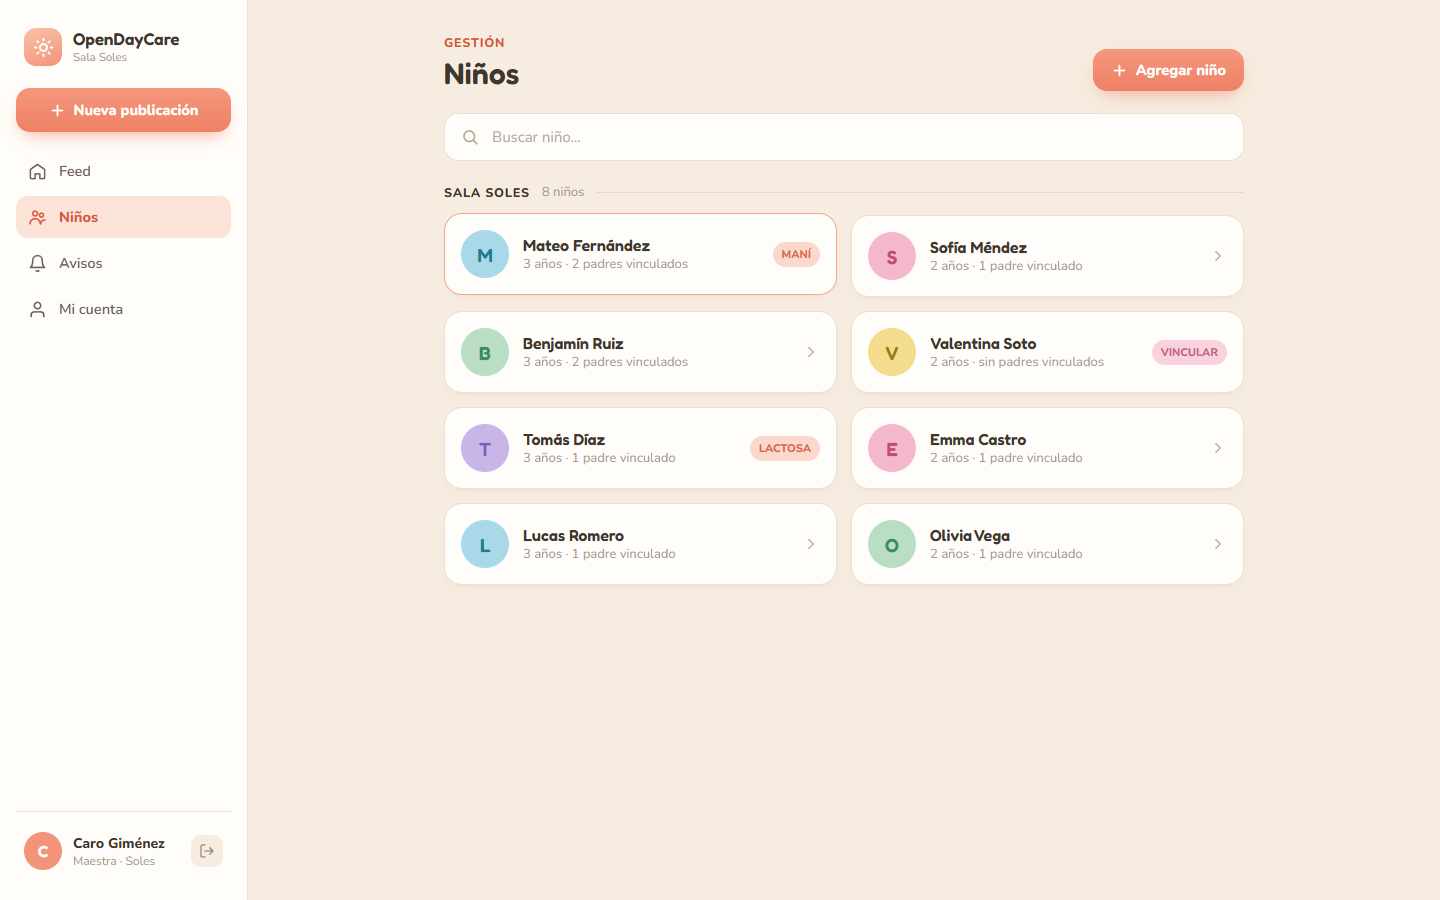 OpenDayCare
Sala Soles
Nueva publicación
Feed
Niños
Avisos
Mi cuenta
C
Caro Giménez
Maestra · Soles
GESTIÓN
Niños
Agregar niño
Buscar niño...
SALA SOLES 8 niños
M
Mateo Fernández
3 años · 2 padres vinculados
MANÍ
S
Sofía Méndez
2 años · 1 padre vinculado
B
Benjamín Ruiz
3 años · 2 padres vinculados
V
Valentina Soto
2 años · sin padres vinculados
VINCULAR
T
Tomás Díaz
3 años · 1 padre vinculado
LACTOSA
E
Emma Castro
2 años · 1 padre vinculado
L
Lucas Romero
3 años · 1 padre vinculado
O
Olivia Vega
2 años · 1 padre vinculado